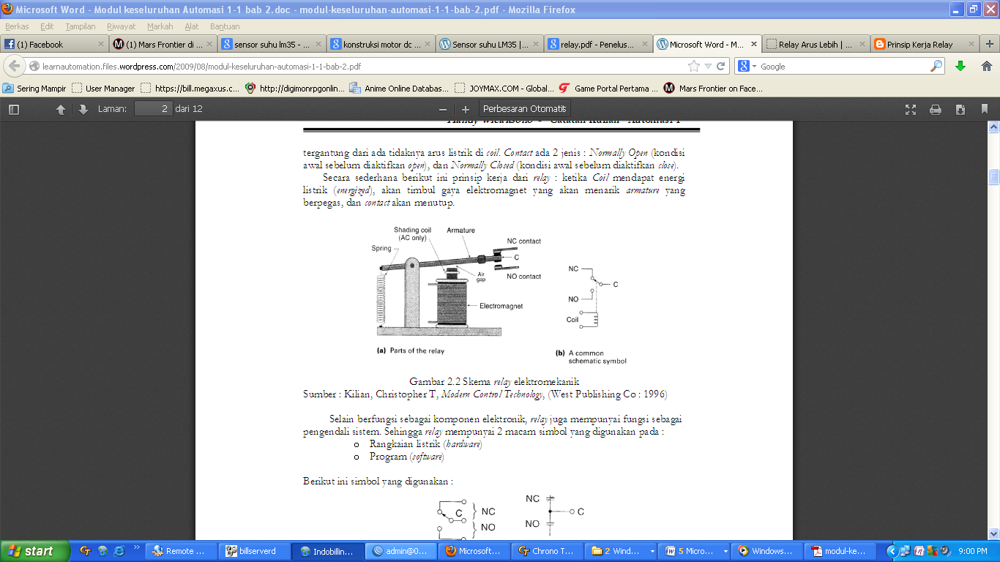 Microsoft Word - Modul keseluruhan Automasi 1-1 bab 2.doc - modul-keseluruhan-automasi-1-1-bab-2.pdf - Mozilla Firefox
Berkas Edit Tampilan Riwayat Markah Alat Bantuan
(1) Facebook
(1) Mars Frontier di ...
sensor suhu lm35 - ...
konstruksi motor dc ...
Sensor suhu LM35 | ...
relay.pdf - Penelus...
Microsoft Word - M...
Relay Arus Lebih | ...
Prinsip Kerja Relay
learnautomation.files.wordpress.com/2009/08/modul-keseluruhan-automasi-1-1-bab-2.pdf
Google
Sering Mampir
User Manager
https://bill.megaxus.c...
http://digimonrpgonlin...
Anime Online Databas...
JOYMAX.COM - Global...
Game Portal Pertama ...
Mars Frontier on Face...
Laman: 2 dari 12
Perbesaran Otomatis
Handy Wicaksono - Catatan Kuliah "Automasi 1"
tergantung dari ada tidaknya arus listrik di coil. Contact ada 2 jenis : Normally Open (kondisi
awal sebelum diaktifkan open), dan Normally Closed (kondisi awal sebelum diaktifkan close).
Secara sederhana berikut ini prinsip kerja dari relay : ketika Coil mendapat energi
listrik (energized), akan timbul gaya elektromagnet yang akan menarik armature yang
berpegas, dan contact akan menutup.
Shading coil
(AC only)
Armature
NC contact
Spring
C
Air
gap
NO contact
Electromagnet
(a) Parts of the relay
NC
C
NO
Coil
(b) A common
schematic symbol
Gambar 2.2 Skema relay elektromekanik
Sumber : Kilian, Christopher T, Modern Control Technology, (West Publishing Co : 1996)
Selain berfungsi sebagai komponen elektronik, relay juga mempunyai fungsi sebagai
pengendali sistem. Sehingga relay mempunyai 2 macam simbol yang digunakan pada :
o Rangkaian listrik (hardware)
o Program (software)
Berikut ini simbol yang digunakan :
C
NC
NO
NC
C
NO
start
Remote ...
billserverd
Indobillin...
admin@0...
Microsoft...
Chrono T...
2 Wind...
5 Micro...
Windows...
modul-ke...
9:00 PM